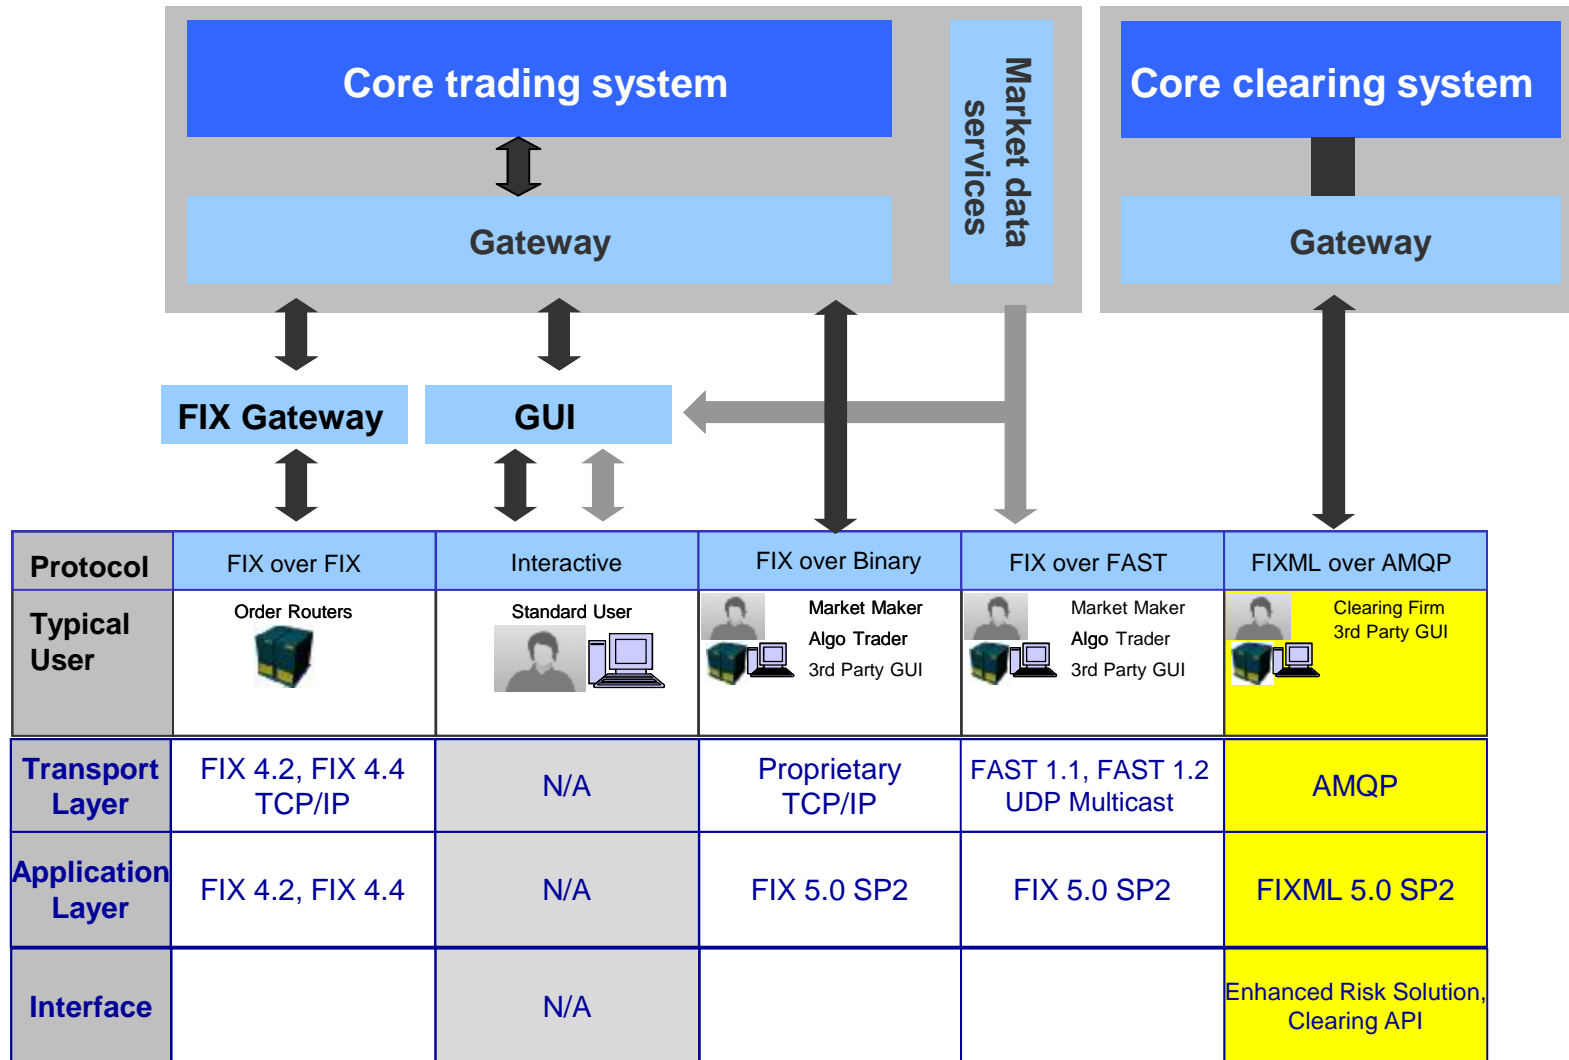 Core trading system
Market data
services
Core clearing system
Gateway
Gateway
FIX Gateway
GUI
Protocol
FIX over FIX
Interactive
FIX over Binary
FIX over FAST
FIXML over AMQP
Typical
User
Order Routers
Standard User
Market Maker
Algo Trader
3rd Party GUI
Market Maker
Algo Trader
3rd Party GUI
Clearing Firm
3rd Party GUI
Transport
Layer
FIX 4.2, FIX 4.4
TCP/IP
N/A
Proprietary
TCP/IP
FAST 1.1, FAST 1.2
UDP Multicast
AMQP
Application
Layer
FIX 4.2, FIX 4.4
N/A
FIX 5.0 SP2
FIX 5.0 SP2
FIXML 5.0 SP2
Interface
N/A
Enhanced Risk Solution,
Clearing API